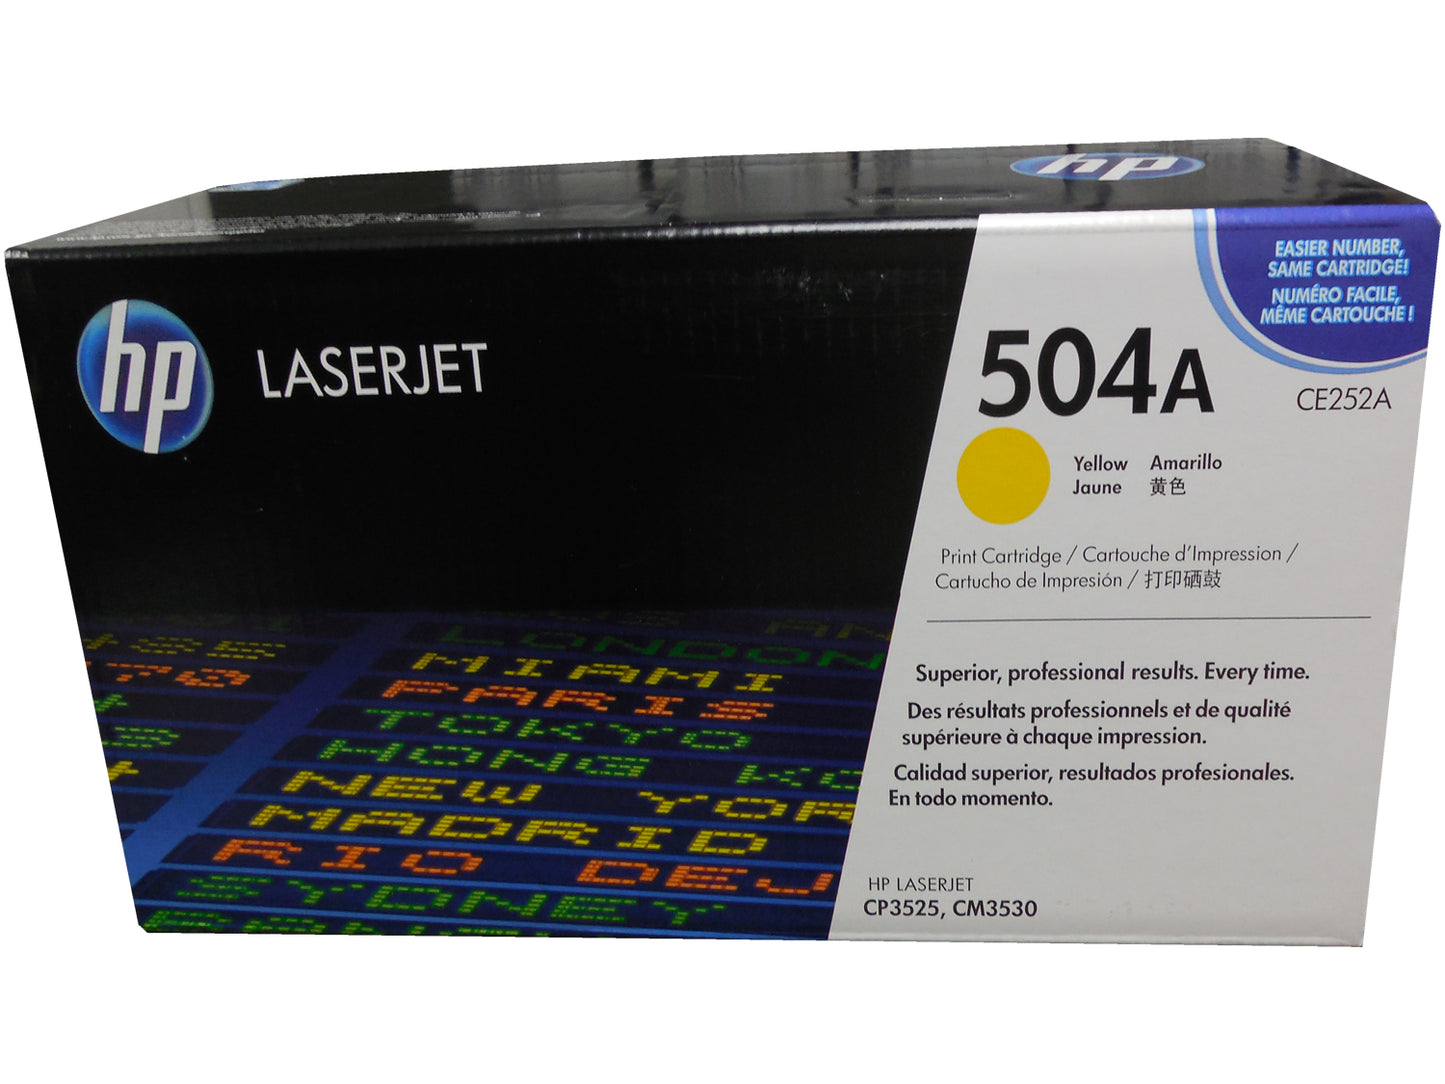 hp
hp
LASERJET
EASIER NUMBER,
SAME CARTRIDGE!
NUMÉRO FACILE,
MÊME CARTOUCHE !
504A
CE252A
Yellow Amarillo
Jaune 黄色
Print Cartridge / Cartouche d'Impression /
Cartucho de Impresión / 打印硒鼓
Superior, professional results. Every time.
Des résultats professionnels et de qualité
supérieure à chaque impression.
Calidad superior, resultados profesionales.
En todo momento.
HP LASERJET
CP3525, CM3530
LONDON
MIAMI
PARIS
TOKYO
HONG KO
NEW YOR
MADRID
RIO DEJ
SYDNEY